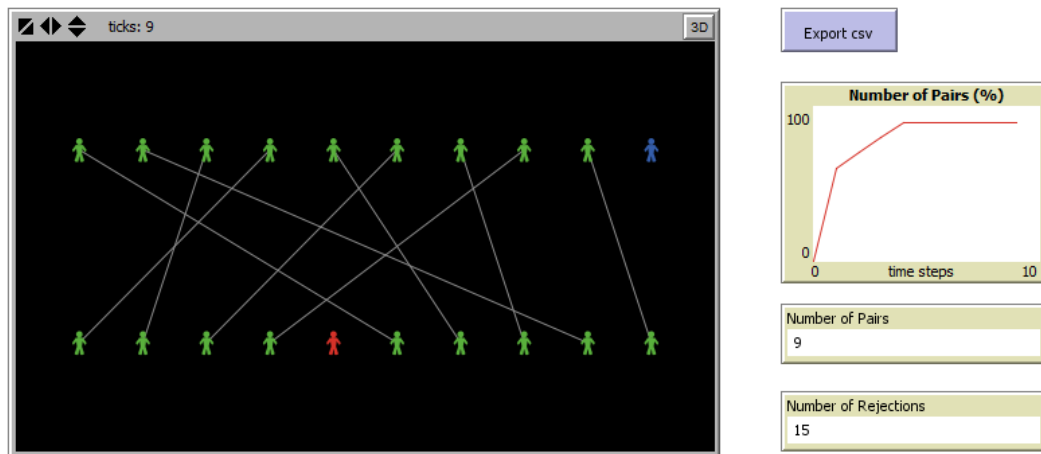 ticks: 9
3D
Export csv
Number of Pairs (%)
100
0
0 time steps 10
Number of Pairs
9
Number of Rejections
15